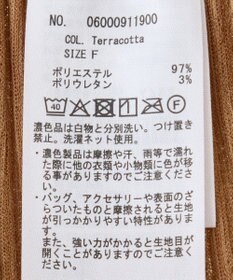 NO. 06000911900
COL. Terracotta
SIZE F
ポリエステル 97%
ポリウレタン 3%
40
F
濃色品は白物と分別洗い。つけ置き
禁止。洗濯ネット使用。
・濃色製品は摩擦や汗、雨等で濡れ
た際に他の衣類や小物類に色が移
る事がありますのでご注意くださ
い。
・バッグ、アクセサリーや表面のざ
らついたものと摩擦されると生地
が引っかかりやすい特性がありま
す。
また、強い力がかかると生地目が
開くことがありますのでご注意く
ださい。